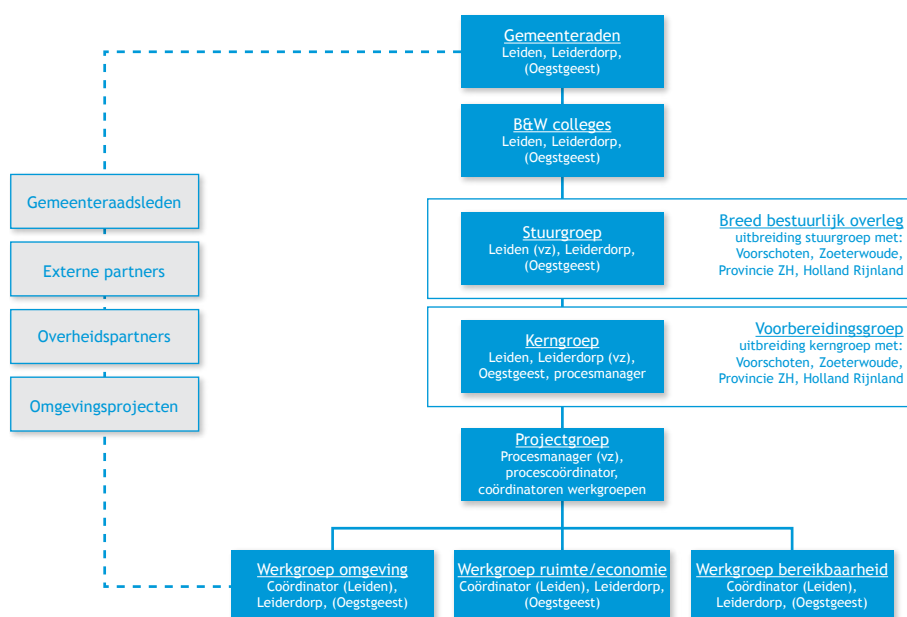 Gemeenteraden
Leiden, Leiderdorp,
(Oegstgeest)
B&W colleges
Leiden, Leiderdorp,
(Oegstgeest)
Gemeenteraadsleden
Externe partners
Overheidspartners
Omgevingsprojecten
Stuurgroep
Leiden (vz), Leiderdorp,
(Oegstgeest)
Breed bestuurlijk overleg
uitbreiding stuurgroep met:
Voorschoten, Zoeterwoude,
Provincie ZH, Holland Rijnland
Kerngroep
Leiden, Leiderdorp (vz),
Oegstgeest, procesmanager
Voorbereidingsgroep
uitbreiding kerngroep met:
Voorschoten, Zoeterwoude,
Provincie ZH, Holland Rijnland
Projectgroep
Procesmanager (vz),
procescoördinator,
coördinatoren werkgroepen
Werkgroep omgeving
Coördinator (Leiden),
Leiderdorp, (Oegstgeest)
Werkgroep ruimte/economie
Coördinator (Leiden), Leiderdorp,
(Oegstgeest)
Werkgroep bereikbaarheid
Coördinator (Leiden),
Leiderdorp, (Oegstgeest)